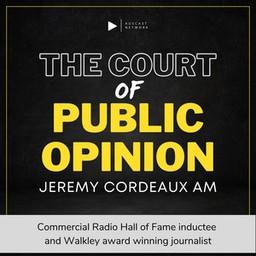 AUSCAST
NETWORK
THE COURT
OF
PUBLIC
OPINION
JEREMY CORDEAUX AM
Commercial Radio Hall of Fame inductee
and Walkley award winning journalist